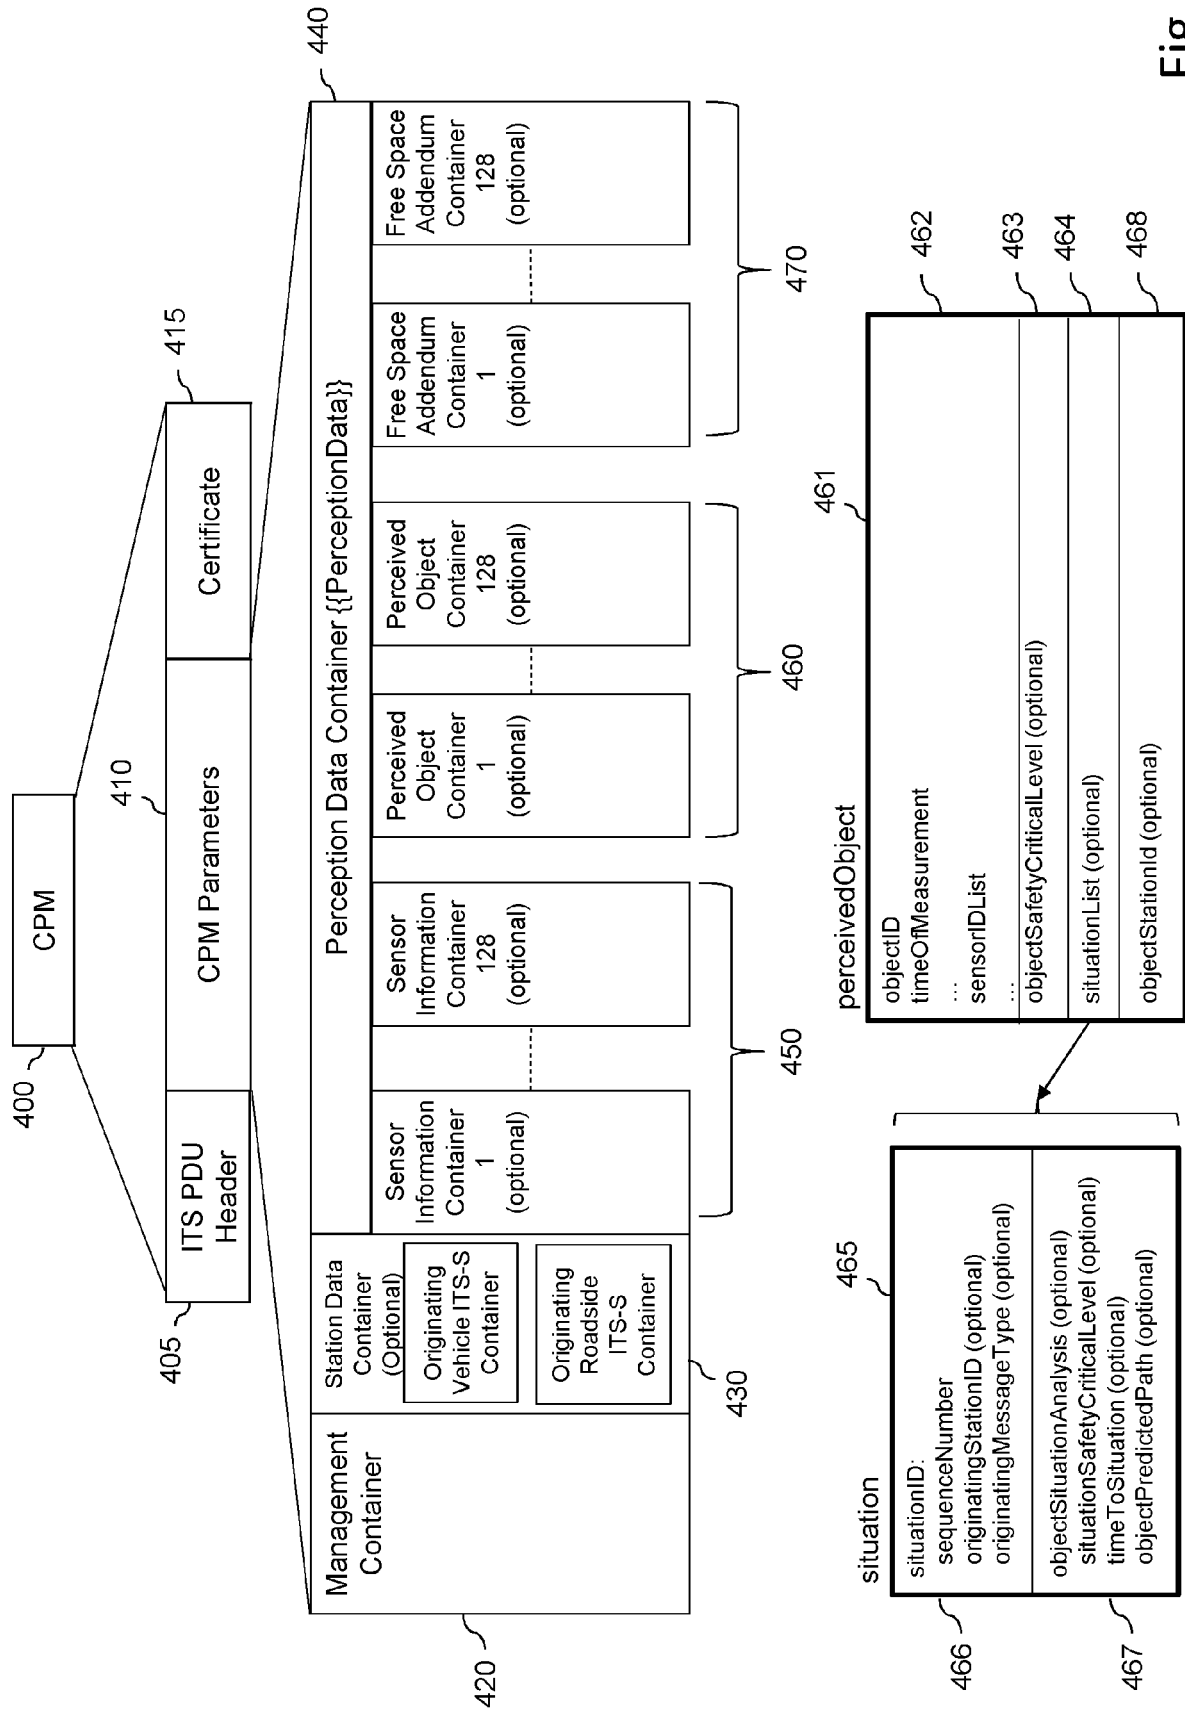 CPM
400
ITS PDU
Header
405
CPM Parameters
410
Certificate
415
Management
Container
420
Station Data
Container
(Optional)
Originating
Vehicle ITS-S
Container
Originating
Roadside
ITS-S
Container
430
Perception Data Container {{PerceptionData}}
440
Sensor
Information
Container
1
(optional)
Sensor
Information
Container
128
(optional)
450
Perceived
Object
Container
1
(optional)
Perceived
Object
Container
128
(optional)
460
Free Space
Addendum
Container
1
(optional)
Free Space
Addendum
Container
128
(optional)
470
situation
465
situationID:
sequenceNumber
originatingStationID (optional)
originatingMessageType (optional)
466
objectSituationAnalysis (optional)
situationSafetyCriticalLevel (optional)
timeToSituation (optional)
objectPredictedPath (optional)
467
perceivedObject
461
objectID
timeOfMeasurement
...
sensorIDList
...
462
objectSafetyCriticalLevel (optional)
463
situationList (optional)
464
objectStationId (optional)
468
Fig